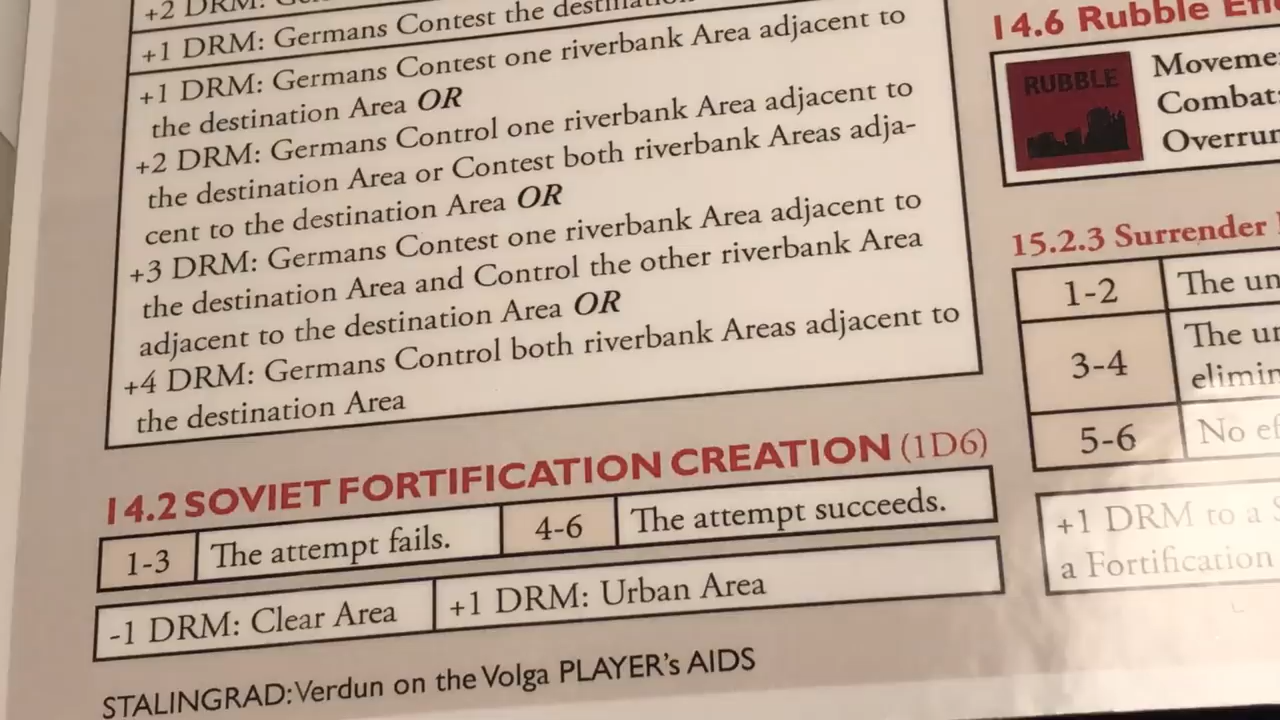 +2 DRM:
+1 DRM: Germans Contest the
+1 DRM: Germans Contest one riverbank Area adjacent to
the destination Area OR
+2 DRM: Germans Control one riverbank Area adjacent to
the destination Area or Contest both riverbank Areas adja-
cent to the destination Area OR
+3 DRM: Germans Contest one riverbank Area adjacent to
the destination Area and Control the other riverbank Area
adjacent to the destination Area OR
+4 DRM: Germans Control both riverbank Areas adjacent to
the destination Area
14.2 SOVIET FORTIFICATION CREATION (1D6)
1-3 The attempt fails. 4-6 The attempt succeeds.
-1 DRM: Clear Area +1 DRM: Urban Area
STALINGRAD: Verdun on the Volga PLAYER's AIDS
14.6 Rubble
RUBBLE
Moveme
Combat
Overrun
15.2.3 Surrender
1-2 The un
3-4 The un
elimin
5-6 No ef
+1 DRM to a S
a Fortification